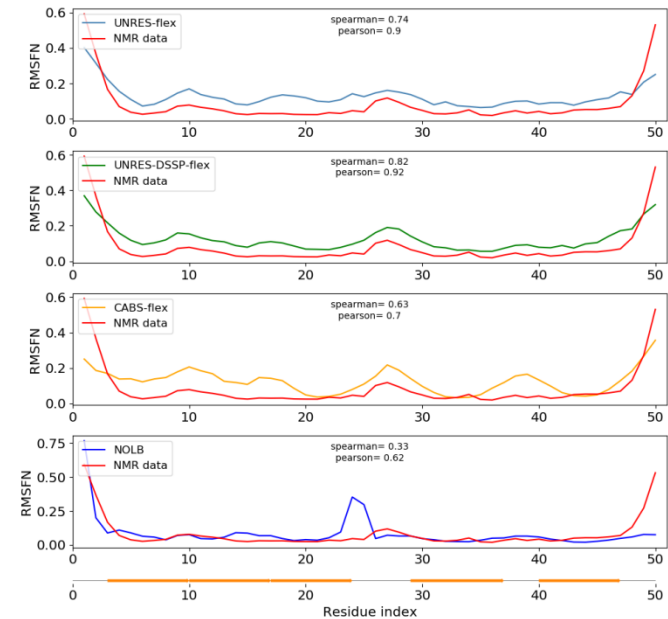 0.6
0.4
0.2
0.0
RMSFN
UNRES-flex
NMR data
spearman= 0.74
pearson= 0.9
0 10 20 30 40 50
0.6
0.4
0.2
0.0
RMSFN
UNRES-DSSP-flex
NMR data
spearman= 0.82
pearson= 0.92
0 10 20 30 40 50
0.6
0.4
0.2
0.0
RMSFN
CABS-flex
NMR data
spearman= 0.63
pearson= 0.7
0 10 20 30 40 50
0.75
0.50
0.25
0.00
RMSFN
NOLB
NMR data
spearman= 0.33
pearson= 0.62
0 10 20 30 40 50
0 10 20 30 40 50
Residue index